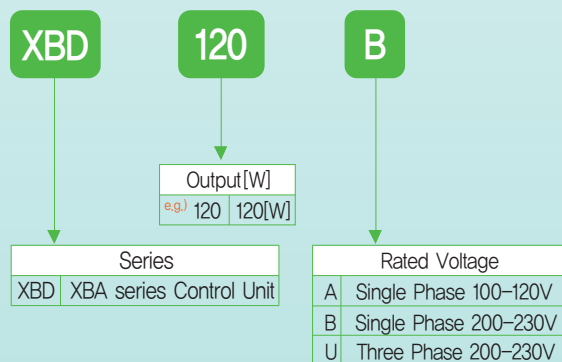 XBD 120 B
Output[W]
e.g.) 120 120[W]
Series
XBD XBA series Control Unit
Rated Voltage
A Single Phase 100-120V
B Single Phase 200-230V
U Three Phase 200-230V